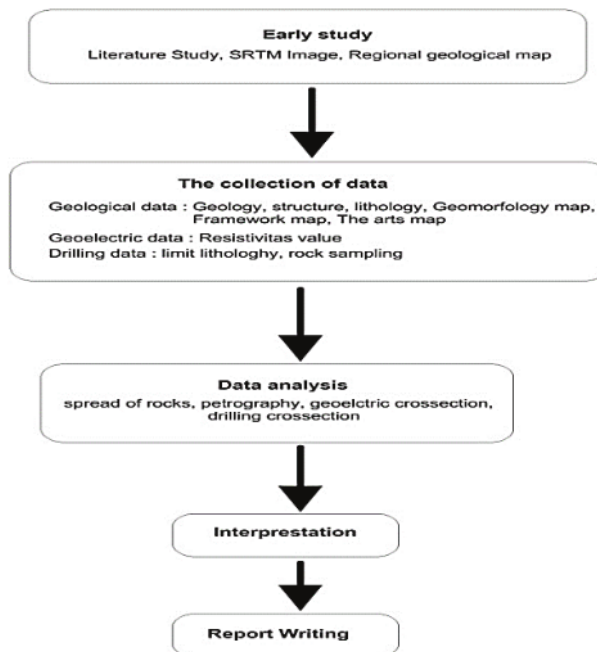 Early study
Literature Study, SRTM Image, Regional geological map
The collection of data
Geological data : Geology, structure, lithology, Geomorfology map,
Framework map, The arts map
Geoelectric data : Resistivitas value
Drilling data : limit lithologhy, rock sampling
Data analysis
spread of rocks, petrography, geoelctric crossection,
drilling crossection
Interprestation
Report Writing